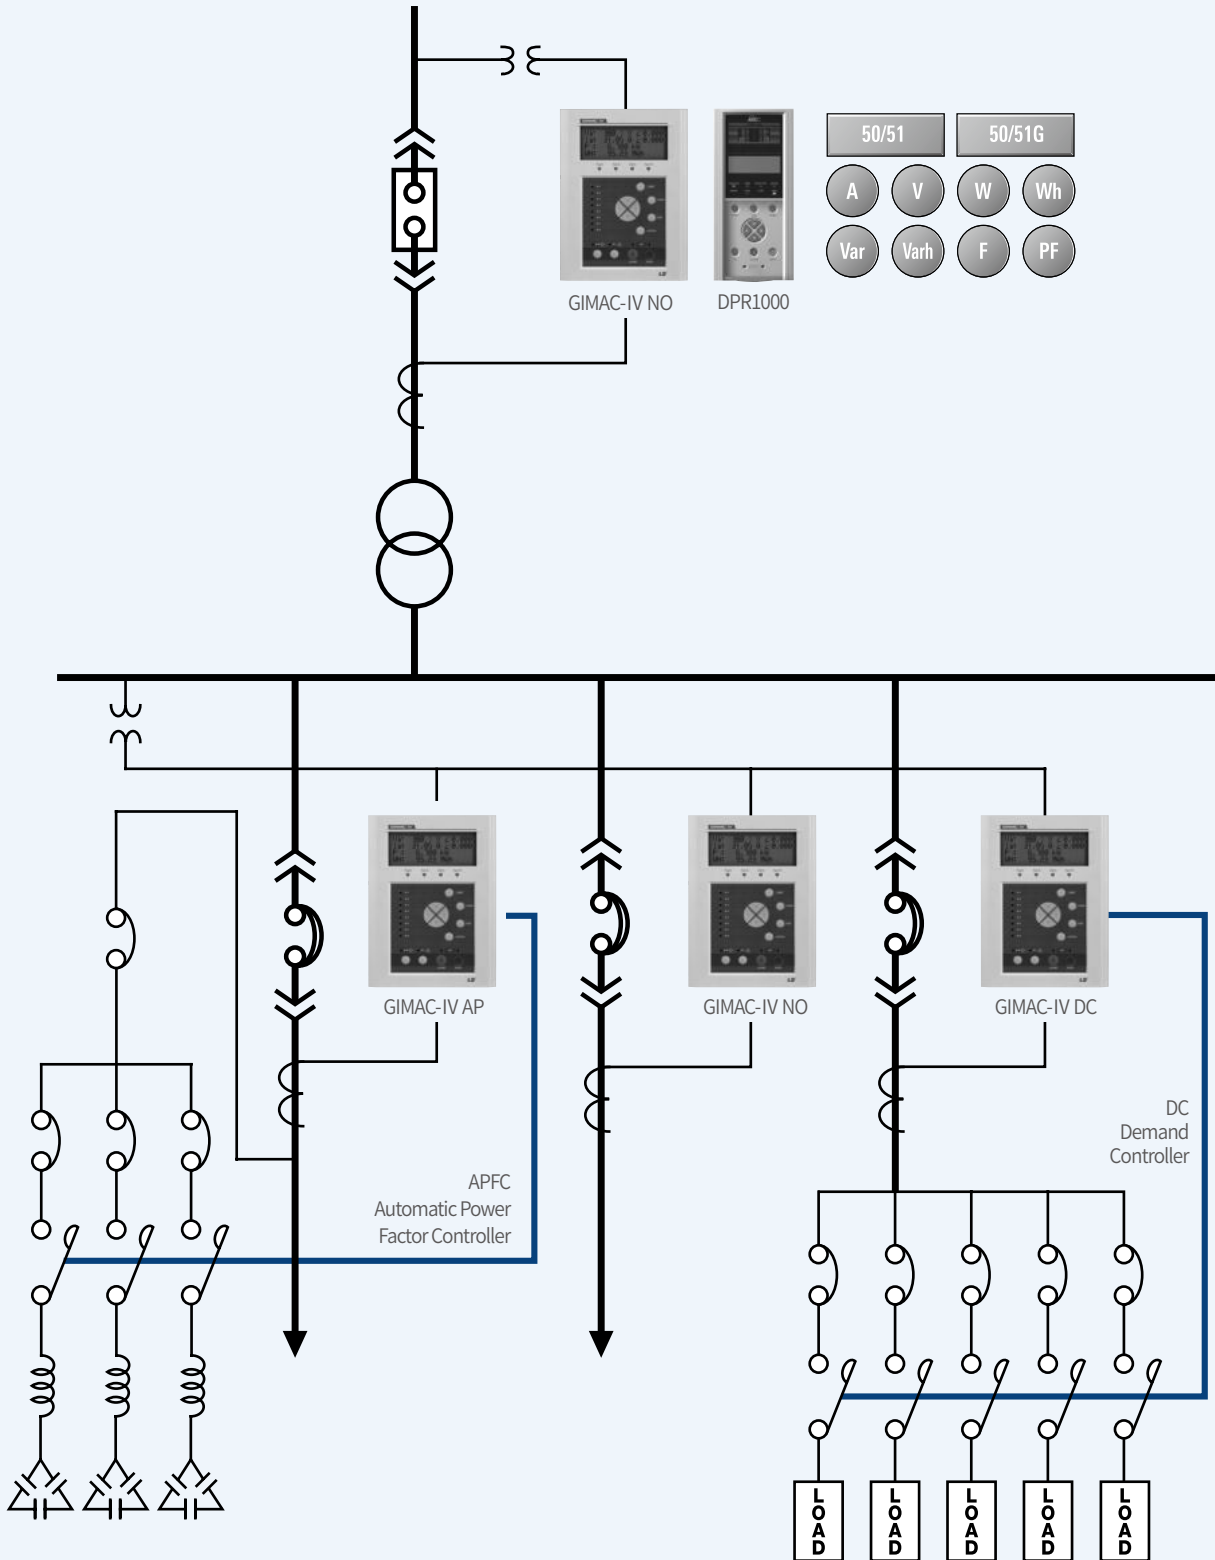 50/51 50/51G
A V W Wh
Var Varh F PF
GIMAC-IV NO DPR1000
GIMAC-IV AP GIMAC-IV NO GIMAC-IV DC
DC
Demand
Controller
APFC
Automatic Power
Factor Controller
LOAD LOAD LOAD LOAD LOAD